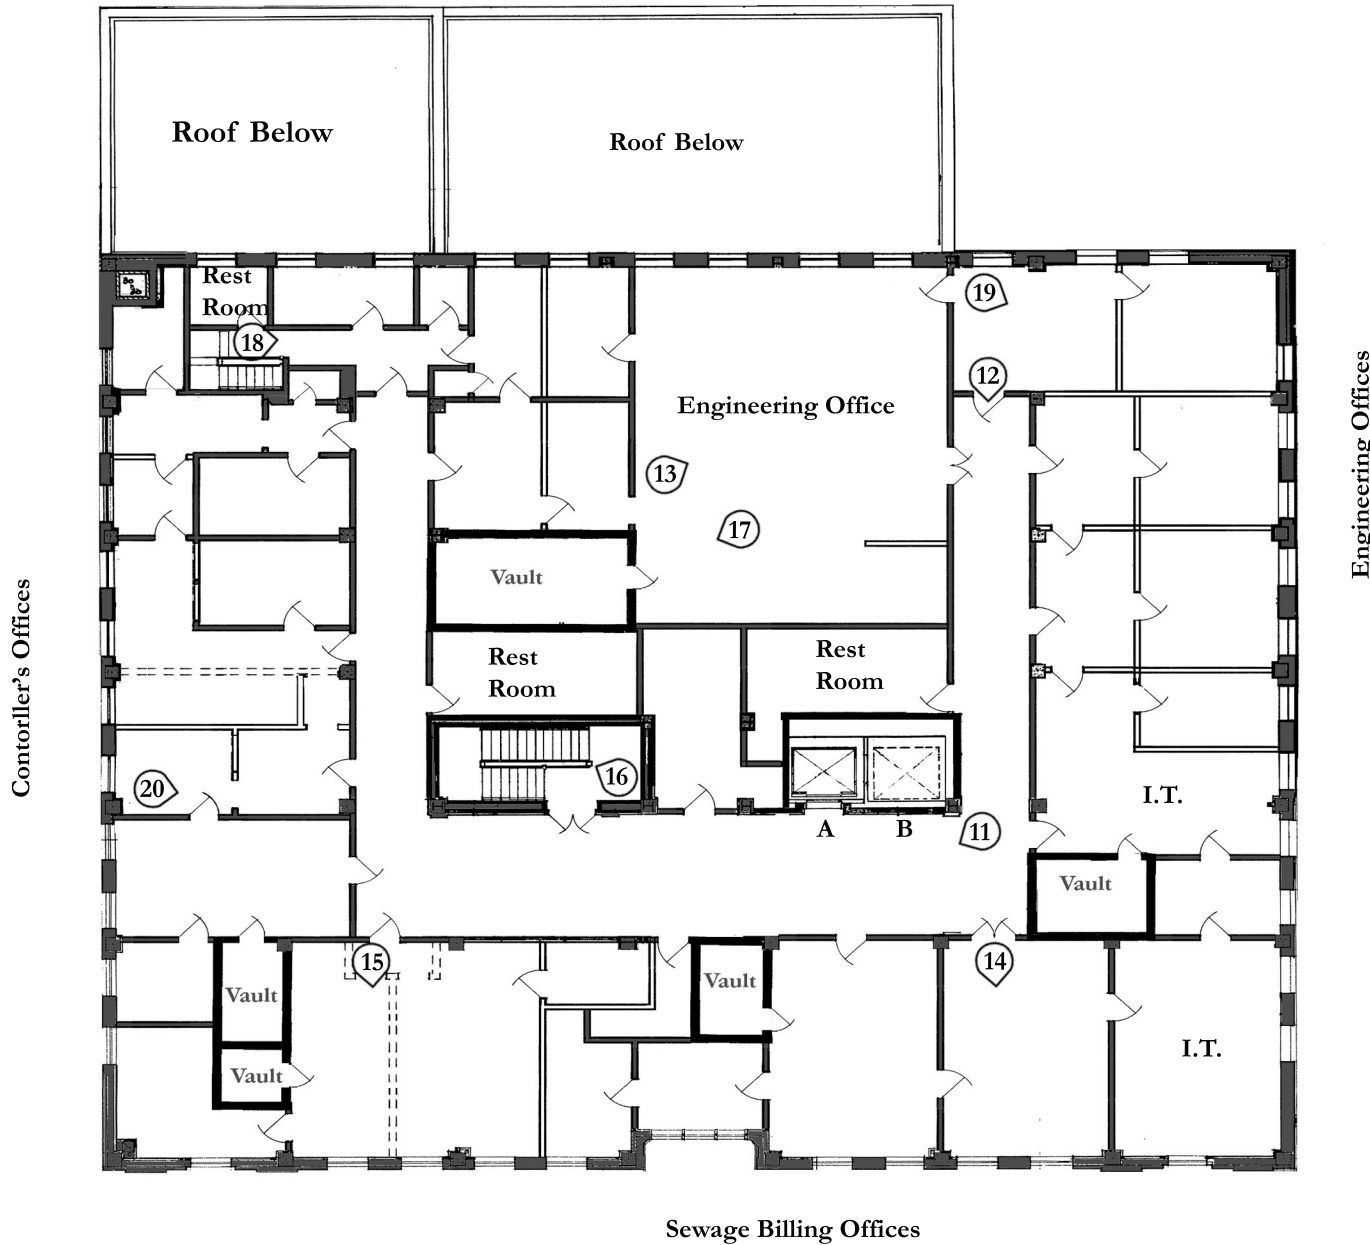 Roof Below
Roof Below
Rest
Room
18
19
12
Engineering Office
13
17
Vault
Rest
Room
Rest
Room
16
20
A
B
11
I.T.
Vault
15
14
Vault
Vault
Vault
I.T.
Contorller's Offices
Engineering Offices
Sewage Billing Offices